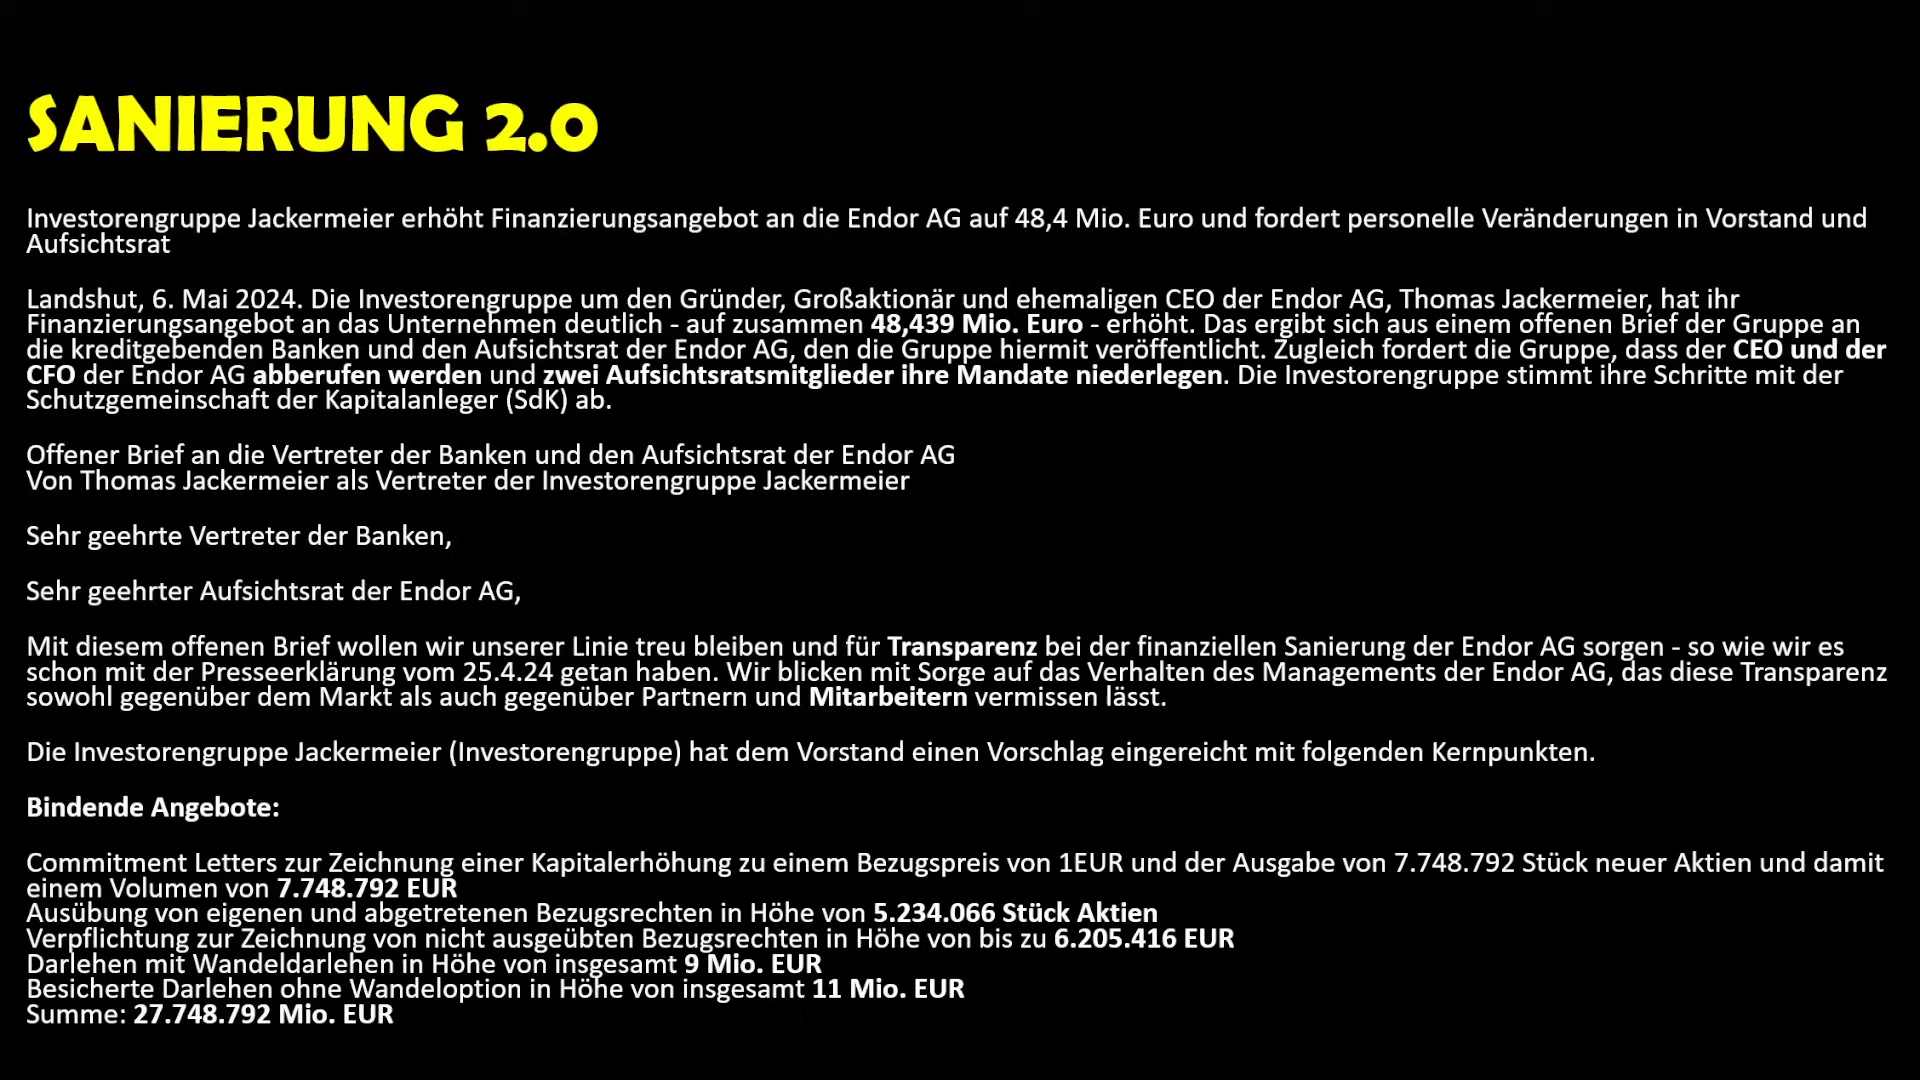 SANIERUNG 2.0
Investorengruppe Jackermeier erhöht Finanzierungsangebot an die Endor AG auf 48,4 Mio. Euro und fordert personelle Veränderungen in Vorstand und
Aufsichtsrat
Landshut, 6. Mai 2024. Die Investorengruppe um den Gründer, Großaktionär und ehemaligen CEO der Endor AG, Thomas Jackermeier, hat ihr
Finanzierungsangebot an das Unternehmen deutlich - auf zusammen 48,439 Mio. Euro - erhöht. Das ergibt sich aus einem offenen Brief der Gruppe an
die kreditgebenden Banken und den Aufsichtsrat der Endor AG, den die Gruppe hiermit veröffentlicht. Zugleich fordert die Gruppe, dass der CEO und der
CFO der Endor AG abberufen werden und zwei Aufsichtsratsmitglieder ihre Mandate niederlegen. Die Investorengruppe stimmt ihre Schritte mit der
Schutzgemeinschaft der Kapitalanleger (SdK) ab.
Offener Brief an die Vertreter der Banken und den Aufsichtsrat der Endor AG
Von Thomas Jackermeier als Vertreter der Investorengruppe Jackermeier
Sehr geehrte Vertreter der Banken,
Sehr geehrter Aufsichtsrat der Endor AG,
Mit diesem offenen Brief wollen wir unserer Linie treu bleiben und für Transparenz bei der finanziellen Sanierung der Endor AG sorgen - so wie wir es
schon mit der Presseerklärung vom 25.4.24 getan haben. Wir blicken mit Sorge auf das Verhalten des Managements der Endor AG, das diese Transparenz
sowohl gegenüber dem Markt als auch gegenüber Partnern und Mitarbeitern vermissen lässt.
Die Investorengruppe Jackermeier (Investorengruppe) hat dem Vorstand einen Vorschlag eingereicht mit folgenden Kernpunkten.
Bindende Angebote:
Commitment Letters zur Zeichnung einer Kapitalerhöhung zu einem Bezugspreis von 1EUR und der Ausgabe von 7.748.792 Stück neuer Aktien und damit
einem Volumen von 7.748.792 EUR
Ausübung von eigenen und abgetretenen Bezugsrechten in Höhe von 5.234.066 Stück Aktien
Verpflichtung zur Zeichnung von nicht ausgeübten Bezugsrechten in Höhe von bis zu 6.205.416 EUR
Darlehen mit Wandeldarlehen in Höhe von insgesamt 9 Mio. EUR
Besicherte Darlehen ohne Wandeloption in Höhe von insgesamt 11 Mio. EUR
Summe: 27.748.792 Mio. EUR